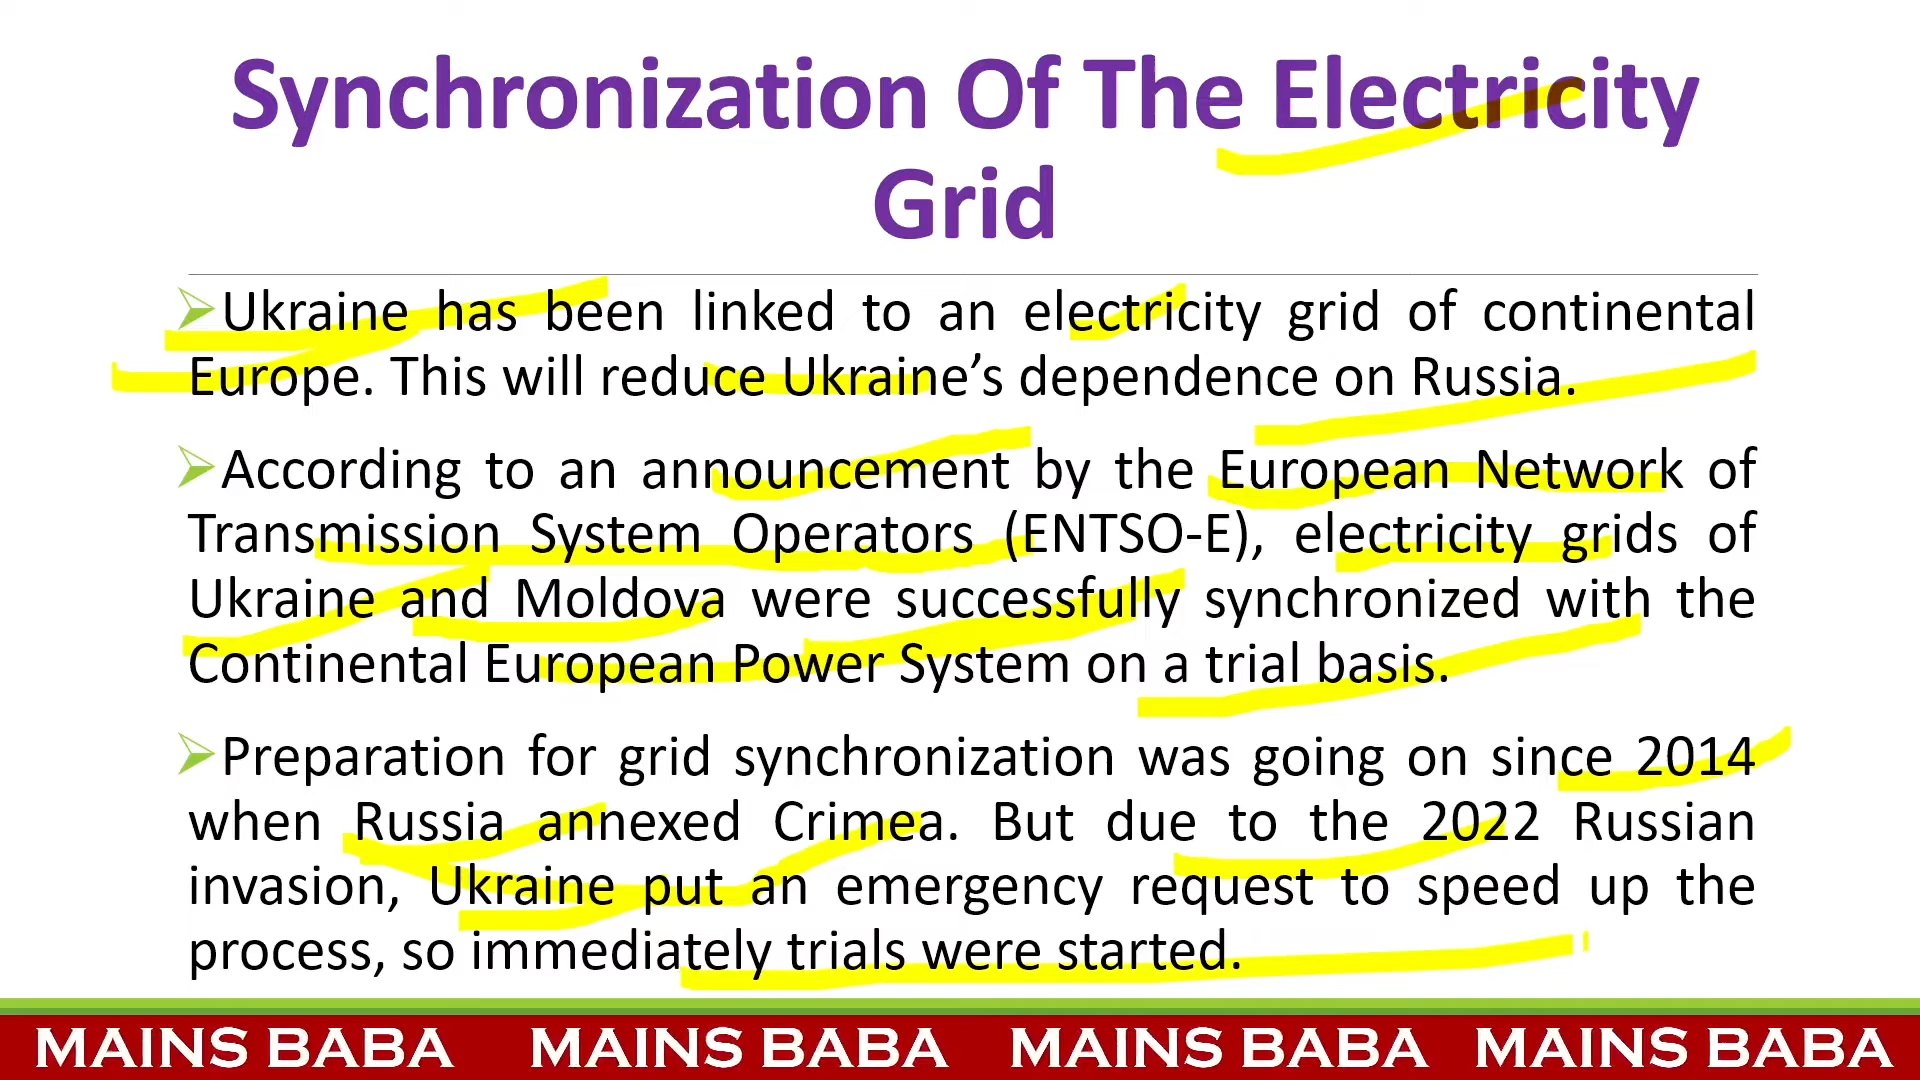 Synchronization Of The Electricity
Grid
➢Ukraine has been linked to an electricity grid of continental
Europe. This will reduce Ukraine’s dependence on Russia.
➢According to an announcement by the European Network of
Transmission System Operators (ENTSO-E), electricity grids of
Ukraine and Moldova were successfully synchronized with the
Continental European Power System on a trial basis.
➢Preparation for grid synchronization was going on since 2014
when Russia annexed Crimea. But due to the 2022 Russian
invasion, Ukraine put an emergency request to speed up the
process, so immediately trials were started.
MAINS BABA MAINS BABA MAINS BABA MAINS BABA